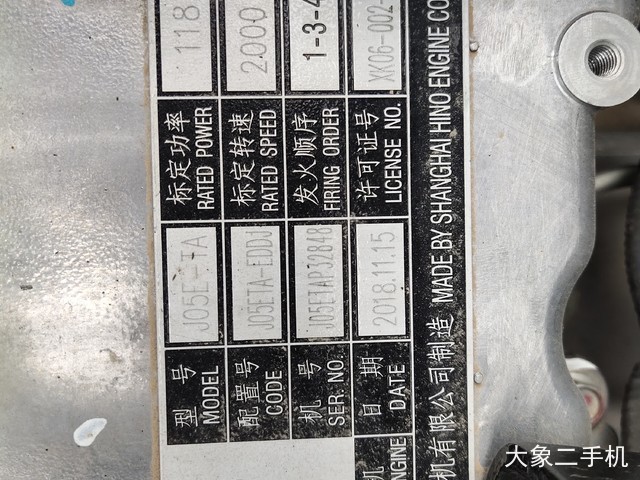 机
ENGINE
型 号
MODEL
J05E-TA
标定功率
RATED POWER
118
配置号
CODE
J05ETA-EDDJ
标定转速
RATED SPEED
2000
机 号
SER. NO
J05ETAP32848
发火顺序
FIRING ORDER
1-3-4
日 期
DATE
2018.11.15
许可证号
LICENSE NO.
XK06-002
机有限公司制造 MADE BY SHANGHAI HINO ENGINE CO
大象二手机